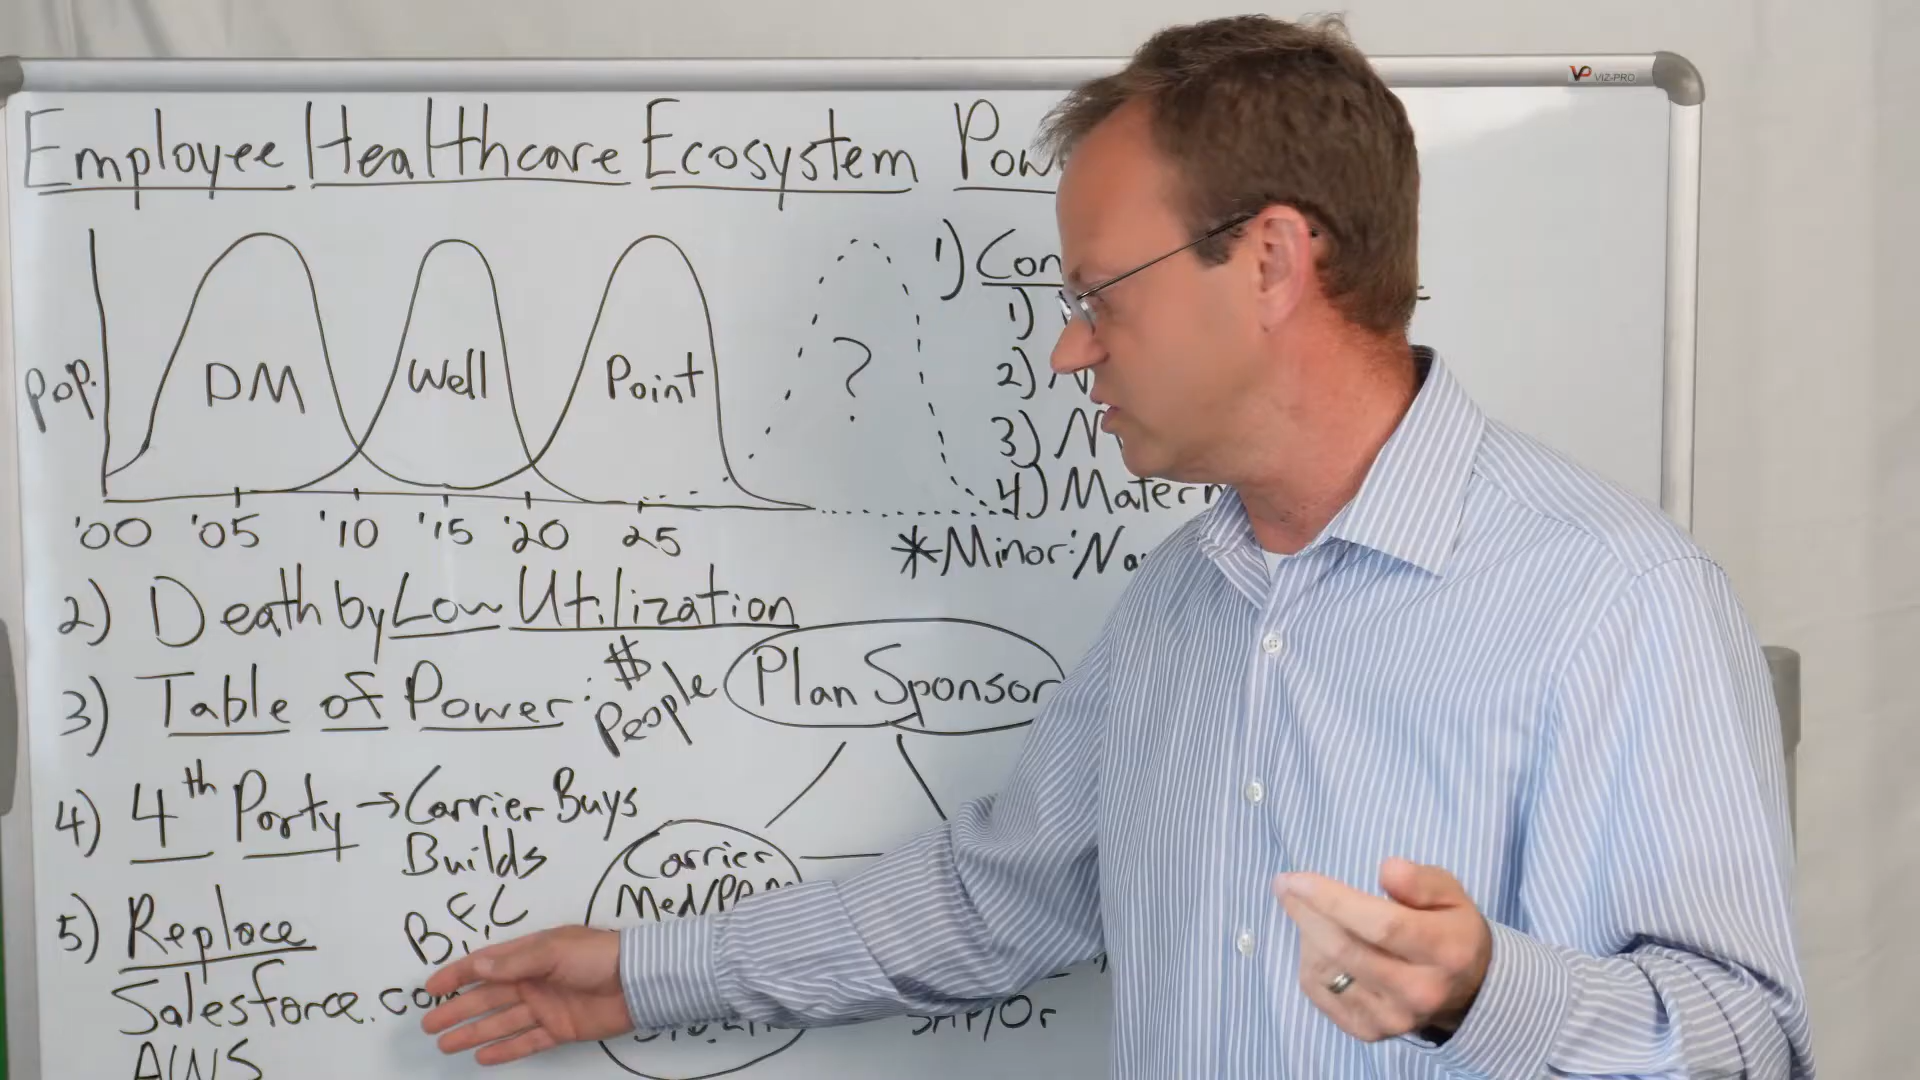 VIZ-PRO
Employee Healthcare Ecosystem Pow
pop.
DM
Well
Point
?
'00 '05 '10 '15 '20 25
1) Con
1)
2)
3)
4) Matern
*Minor:
2) Death by Low Utilization
3) Table of Power: $ People
Plan Sponsor
4) 4th Party → Carrier Buys
Builds
Carrier
5) Replace
Salesforce.com
AWS